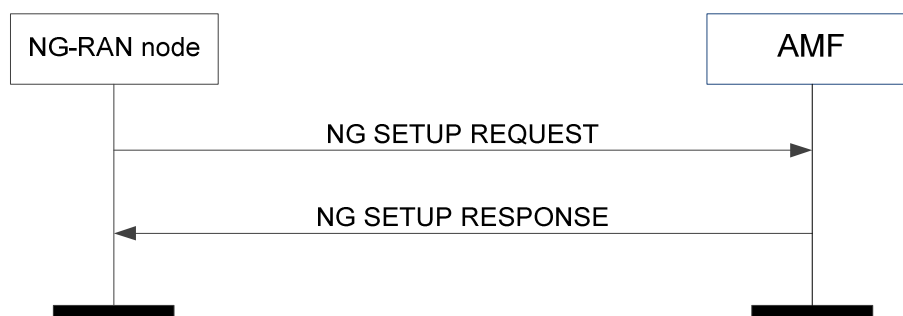 NG-RAN node
AMF
NG SETUP REQUEST
NG SETUP RESPONSE